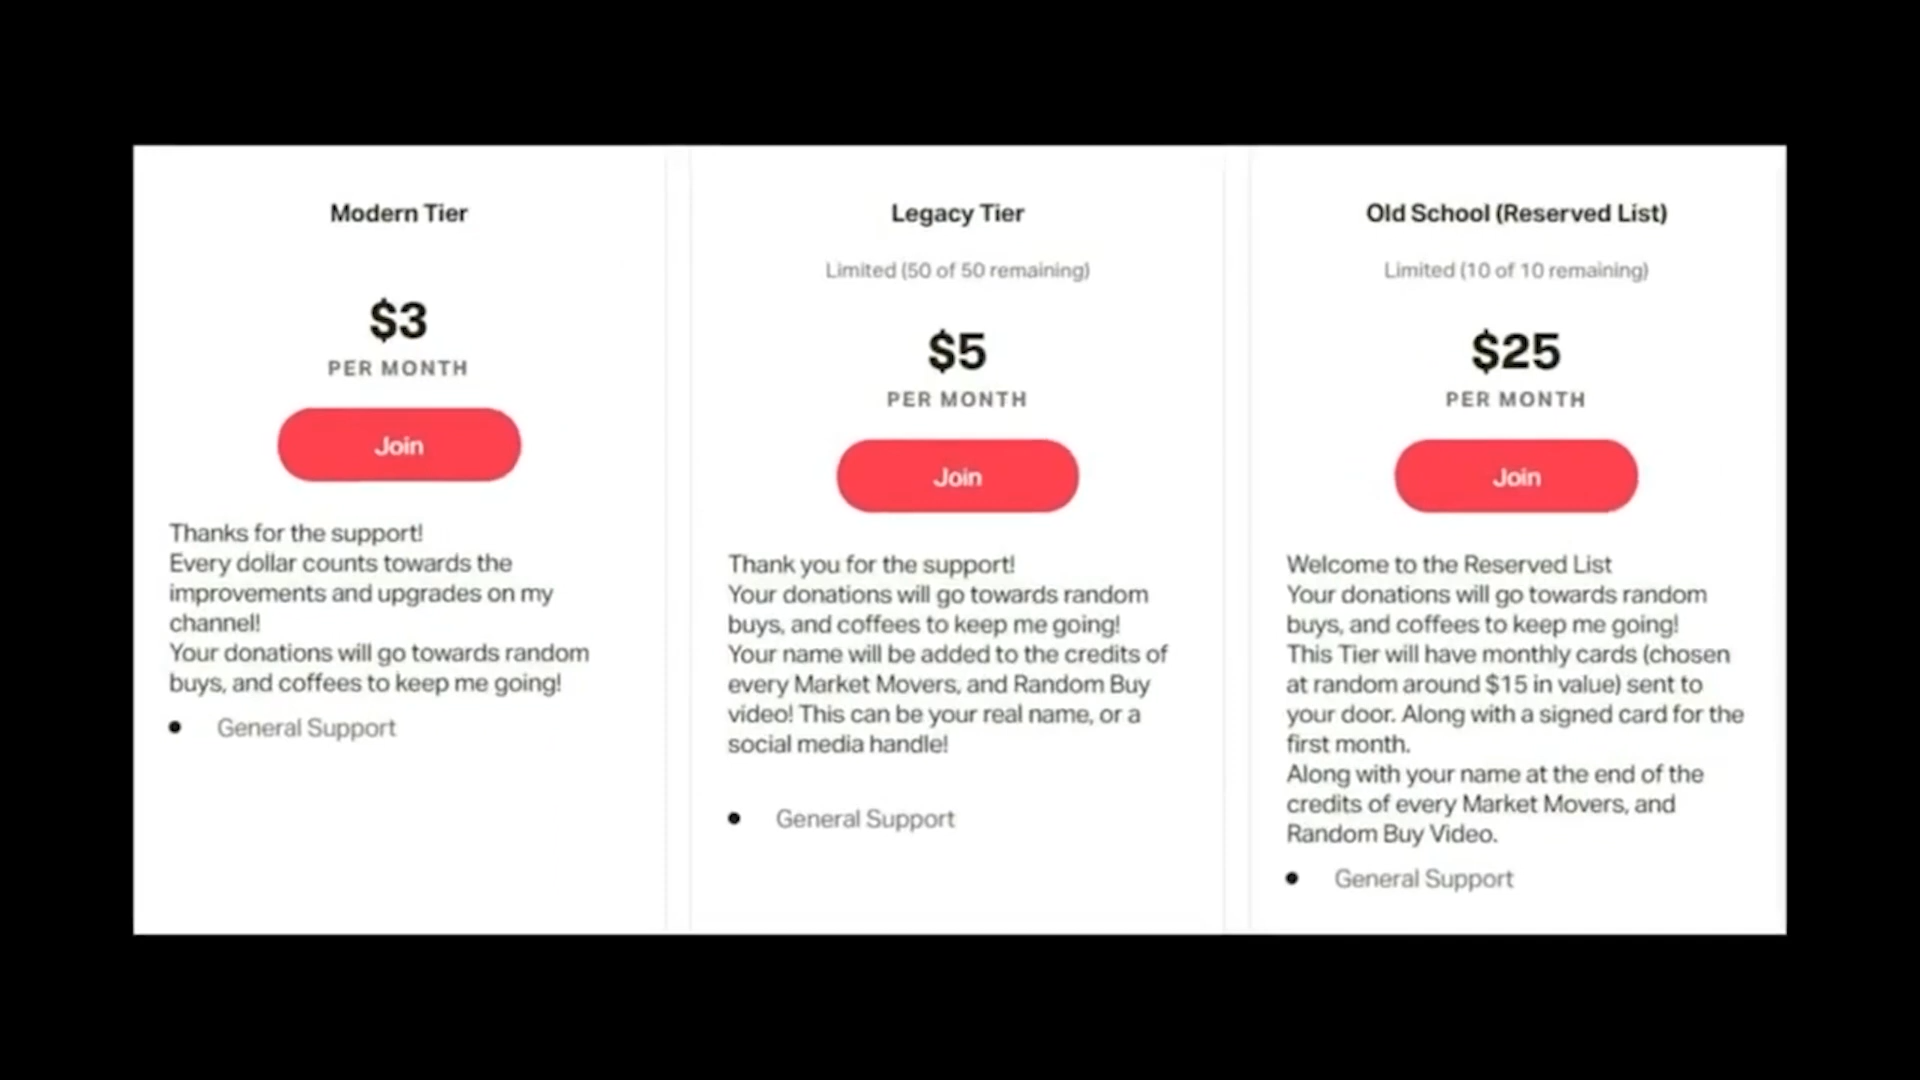 Modern Tier
$3
PER MONTH
Join
Thanks for the support!
Every dollar counts towards the
improvements and upgrades on my
channel!
Your donations will go towards random
buys, and coffees to keep me going!
General Support
Legacy Tier
Limited (50 of 50 remaining)
$5
PER MONTH
Join
Thank you for the support!
Your donations will go towards random
buys, and coffees to keep me going!
Your name will be added to the credits of
every Market Movers, and Random Buy
video! This can be your real name, or a
social media handle!
General Support
Old School (Reserved List)
Limited (10 of 10 remaining)
$25
PER MONTH
Join
Welcome to the Reserved List
Your donations will go towards random
buys, and coffees to keep me going!
This Tier will have monthly cards (chosen
at random around $15 in value) sent to
your door. Along with a signed card for the
first month.
Along with your name at the end of the
credits of every Market Movers, and
Random Buy Video.
General Support